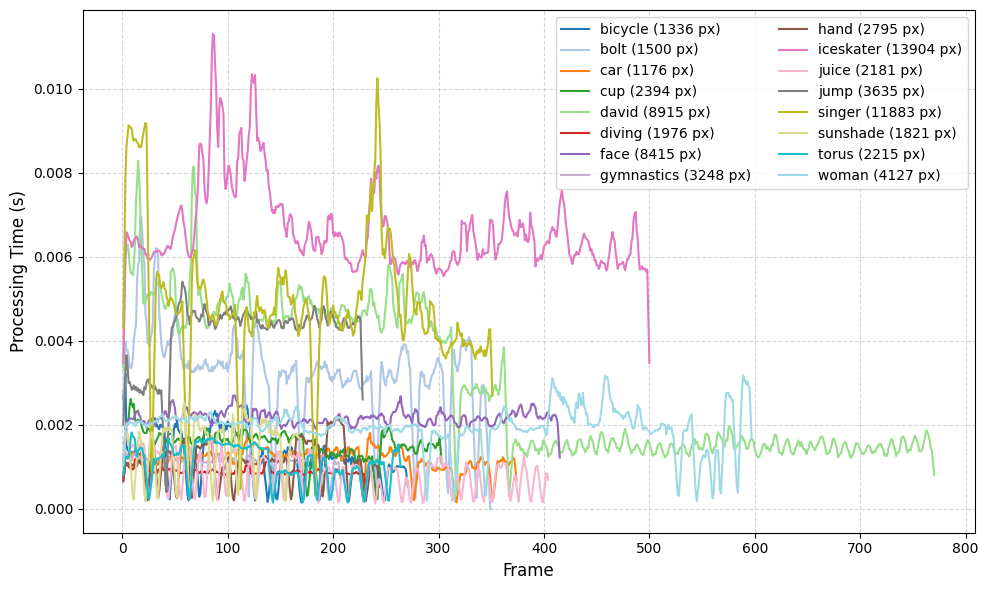 Processing Time (s)
0.010
0.008
0.006
0.004
0.002
0.000
bicycle (1336 px)
bolt (1500 px)
car (1176 px)
cup (2394 px)
david (8915 px)
diving (1976 px)
face (8415 px)
gymnastics (3248 px)
hand (2795 px)
iceskater (13904 px)
juice (2181 px)
jump (3635 px)
singer (11883 px)
sunshade (1821 px)
torus (2215 px)
woman (4127 px)
0 100 200 300 400 500 600 700 800
Frame